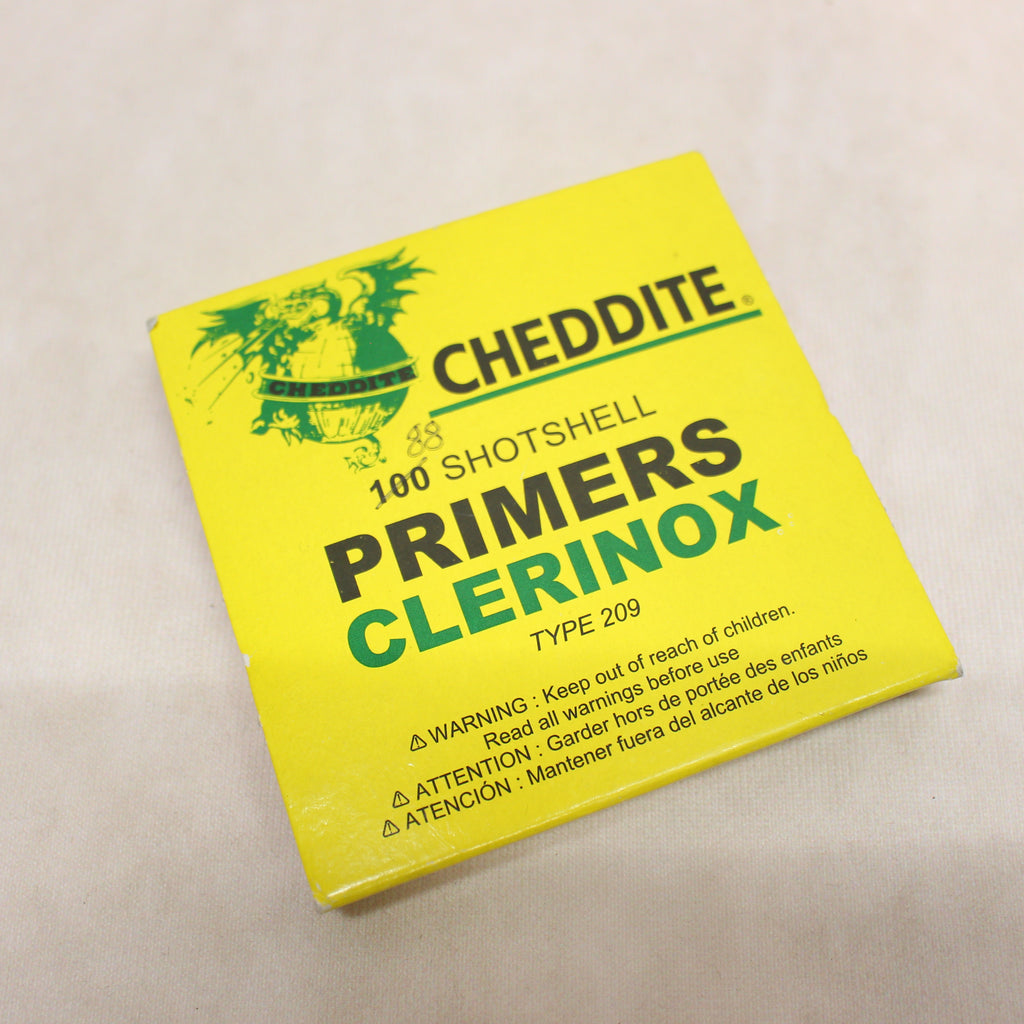 CHEDDITE
CHEDDITE®
88
100 SHOTSHELL
PRIMERS
CLERINOX
TYPE 209
⚠ WARNING : Keep out of reach of children.
Read all warnings before use
⚠ ATTENTION : Garder hors de portée des enfants
⚠ ATENCIÓN : Mantener fuera del alcante de los niños